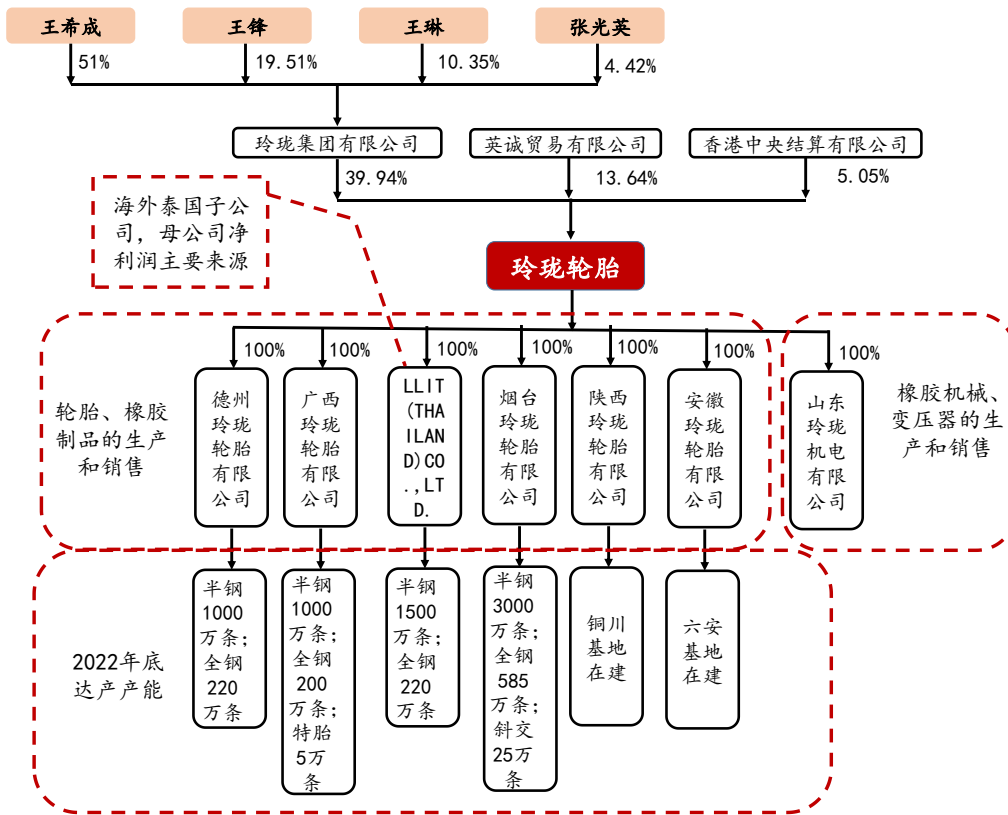 王希成
王锋
王琳
张光英
51%
19.51%
10.35%
4.42%
玲珑集团有限公司
英诚贸易有限公司
香港中央结算有限公司
39.94%
13.64%
5.05%
海外泰国子公
司，母公司净
利润主要来源
玲珑轮胎
100%
100%
100%
100%
100%
100%
100%
轮胎、橡胶
制品的生产
和销售
德州
玲珑
轮胎
有限
公司
广西
玲珑
轮胎
有限
公司
LLIT
(THA
ILAN
D)CO
.,LT
D.
烟台
玲珑
轮胎
有限
公司
陕西
玲珑
轮胎
有限
公司
安徽
玲珑
轮胎
有限
公司
山东
玲珑
机电
有限
公司
橡胶机械、
变压器的生
产和销售
2022年底
达产产能
半钢
1000
万条；
全钢
220
万条
半钢
1000
万条；
全钢
200
万条；
特胎
5万
条
半钢
1500
万条；
全钢
220
万条
半钢
3000
万条；
全钢
585
万条；
斜交
25万
条
铜川
基地
在建
六安
基地
在建